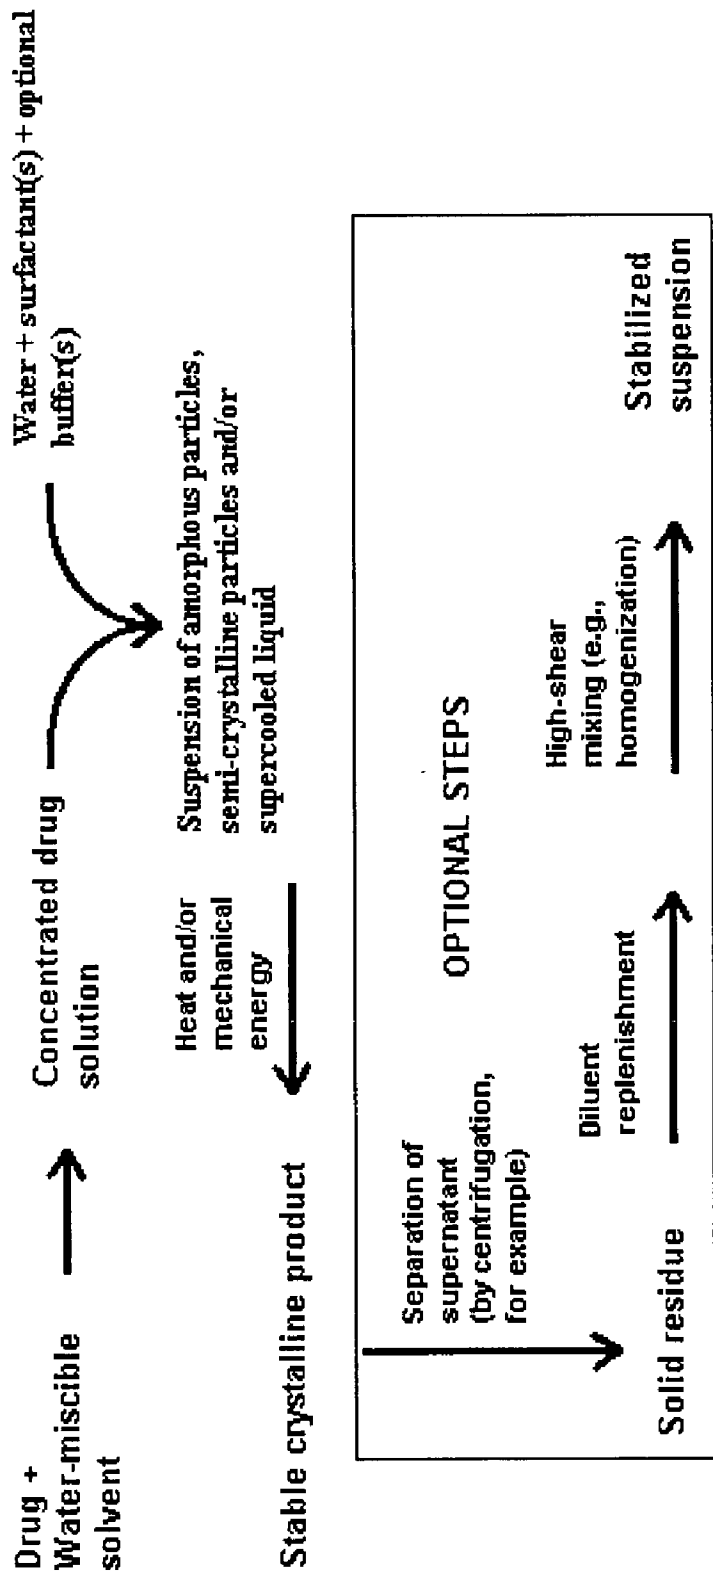 Drug +
Water-miscible
solvent
Concentrated drug
solution
Water + surfactant(s) + optional
buffer(s)
Suspension of amorphous particles,
semi-crystalline particles and/or
supercooled liquid
Heat and/or
mechanical
energy
Stable crystalline product
OPTIONAL STEPS
Separation of
supernatant
(by centrifugation,
for example)
Solid residue
Diluent
replenishment
High-shear
mixing (e.g.,
homogenization)
Stabilized
suspension